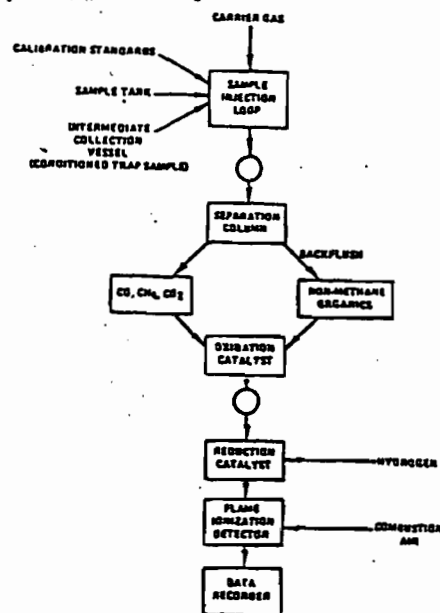 CARRIER GAS
CALIBRATION STANDARDS
SAMPLE TANK
INTERMEDIATE
COLLECTION
VESSEL
(CONDITIONED TRAP SAMPLE)
SAMPLE
INJECTION
LOOP
SEPARATION
COLUMN
BACKFLUSH
CO, CH4, CO2
NON-METHANE
ORGANICS
OXIDATION
CATALYST
REDUCTION
CATALYST
HYDROGEN
FLAME
IONIZATION
DETECTOR
COMBUSTION
AIR
DATA
RECORDER